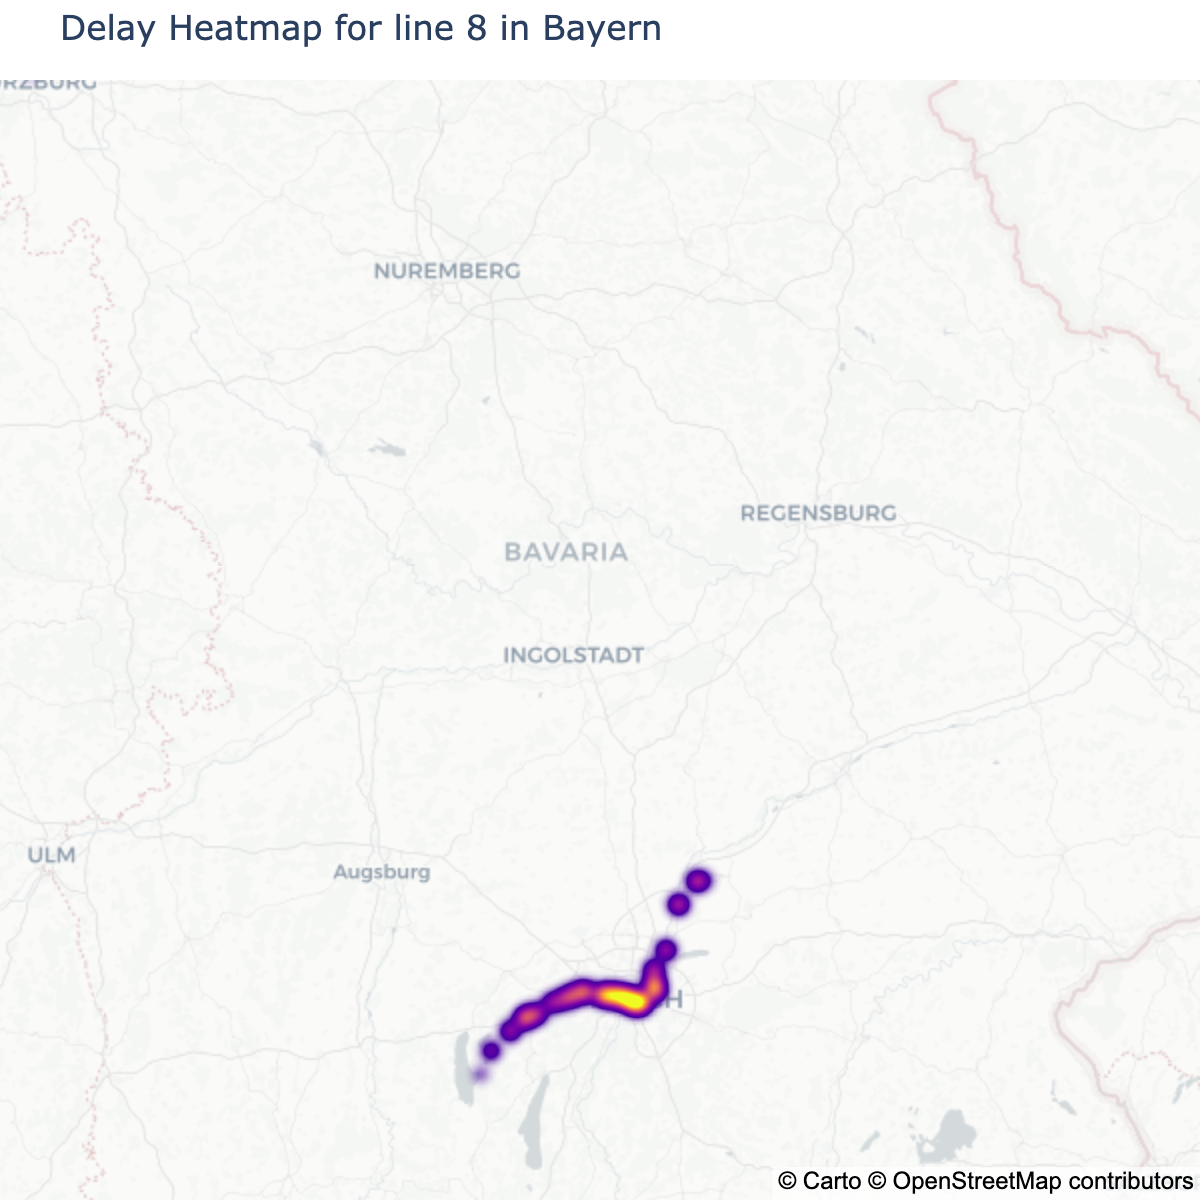 Delay Heatmap for line 8 in Bayern
RZBURG
NUREMBERG
REGENSBURG
BAVARIA
INGOLSTADT
ULM
Augsburg
H
© Carto © OpenStreetMap contributors